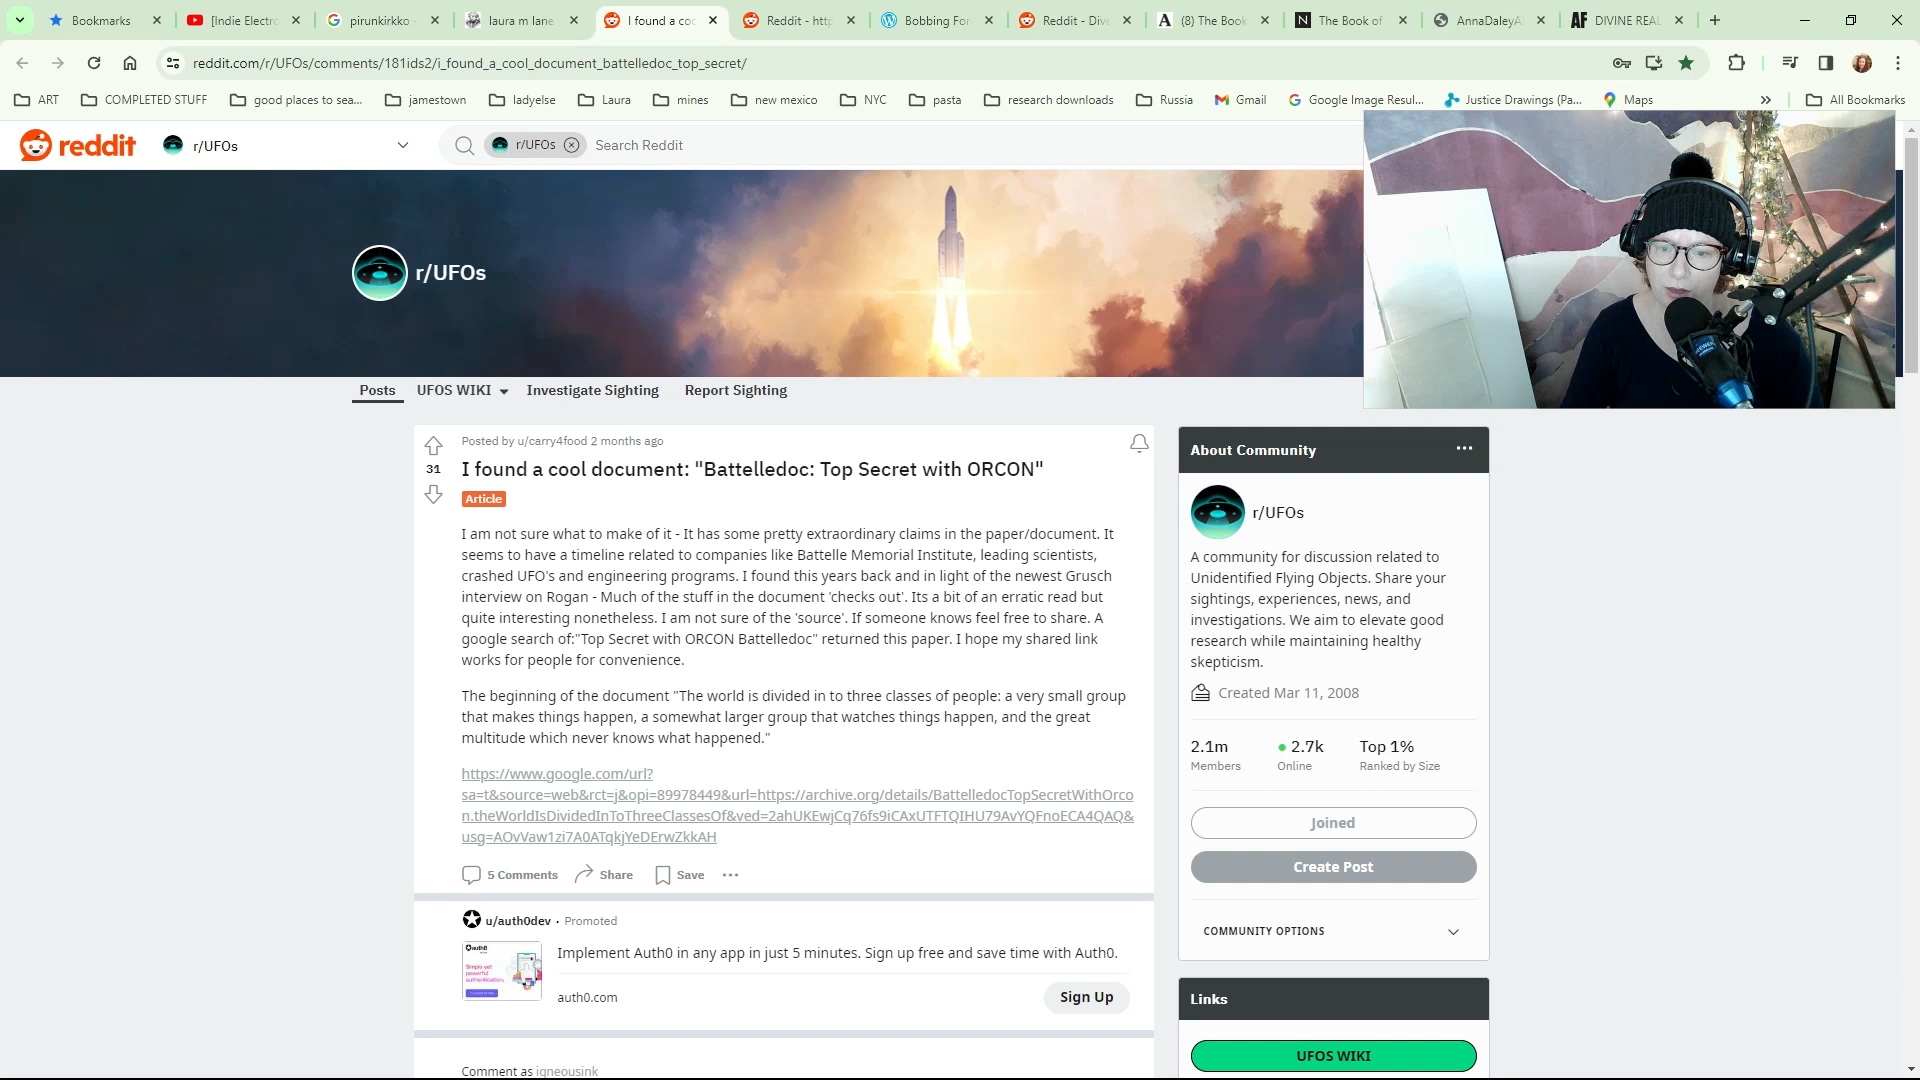 Bookmarks
[Indie Electro
pirunkirkko -
laura m lane
I found a coo
Reddit - http
Bobbing For
Reddit - Dive
(8) The Book
The Book of
AnnaDaleyA
DIVINE REAL
reddit.com/r/UFOs/comments/181ids2/i_found_a_cool_document_battelledoc_top_secret/
ART
COMPLETED STUFF
good places to sea...
jamestown
ladyelse
Laura
mines
new mexico
NYC
pasta
research downloads
Russia
Gmail
Google Image Resul...
Justice Drawings (Pa...
Maps
All Bookmarks
reddit
r/UFOs
r/UFOs
Search Reddit
r/UFOs
Posts
UFOS WIKI
Investigate Sighting
Report Sighting
Posted by u/carry4food 2 months ago
31
I found a cool document: "Battelledoc: Top Secret with ORCON"
Article
I am not sure what to make of it - It has some pretty extraordinary claims in the paper/document. It
seems to have a timeline related to companies like Battelle Memorial Institute, leading scientists,
crashed UFO's and engineering programs. I found this years back and in light of the newest Grusch
interview on Rogan - Much of the stuff in the document 'checks out'. Its a bit of an erratic read but
quite interesting nonetheless. I am not sure of the 'source'. If someone knows feel free to share. A
google search of:"Top Secret with ORCON Battelledoc" returned this paper. I hope my shared link
works for people for convenience.
The beginning of the document "The world is divided in to three classes of people: a very small group
that makes things happen, a somewhat larger group that watches things happen, and the great
multitude which never knows what happened."
https://www.google.com/url?
sa=t&source=web&rct=j&opi=89978449&url=https://archive.org/details/BattelledocTopSecretWithOrco
n.theWorldIsDividedInToThreeClassesOf&ved=2ahUKEwjCq76fs9iCAxUTFTQIHU79AvYQFnoECA4QAQ&
usg=AOvVaw1zi7A0ATqkjYeDErwZkkAH
5 Comments
Share
Save
u/auth0dev · Promoted
Implement Auth0 in any app in just 5 minutes. Sign up free and save time with Auth0.
auth0.com
Sign Up
auth0
Simple yet
powerful
authentication.
Comment as igneousink
About Community
r/UFOs
A community for discussion related to
Unidentified Flying Objects. Share your
sightings, experiences, news, and
investigations. We aim to elevate good
research while maintaining healthy
skepticism.
Created Mar 11, 2008
2.1m
Members
2.7k
Online
Top 1%
Ranked by Size
Joined
Create Post
COMMUNITY OPTIONS
Links
UFOS WIKI